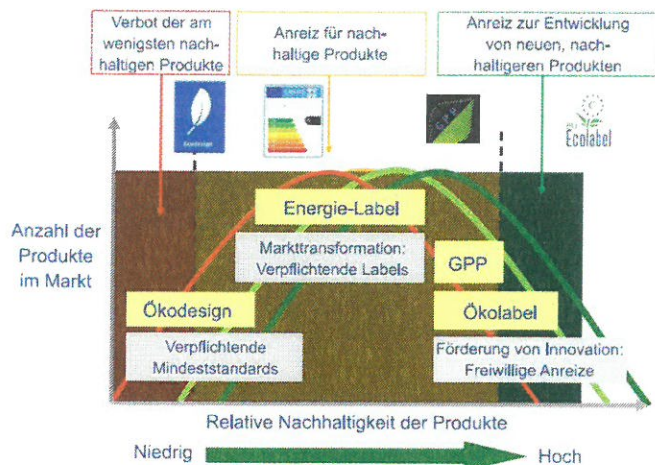 Verbot der am
wenigsten nach-
haltigen Produkte
Anreiz für nach-
haltige Produkte
Anreiz zur Entwicklung
von neuen, nach-
haltigeren Produkten
GPP
Ecolabel
Anzahl der
Produkte
im Markt
Energie-Label
Markttransformation:
Verpflichtende Labels
GPP
Ökodesign
Ökolabel
Verpflichtende
Mindeststandards
Förderung von Innovation:
Freiwillige Anreize
Relative Nachhaltigkeit der Produkte
Niedrig
Hoch